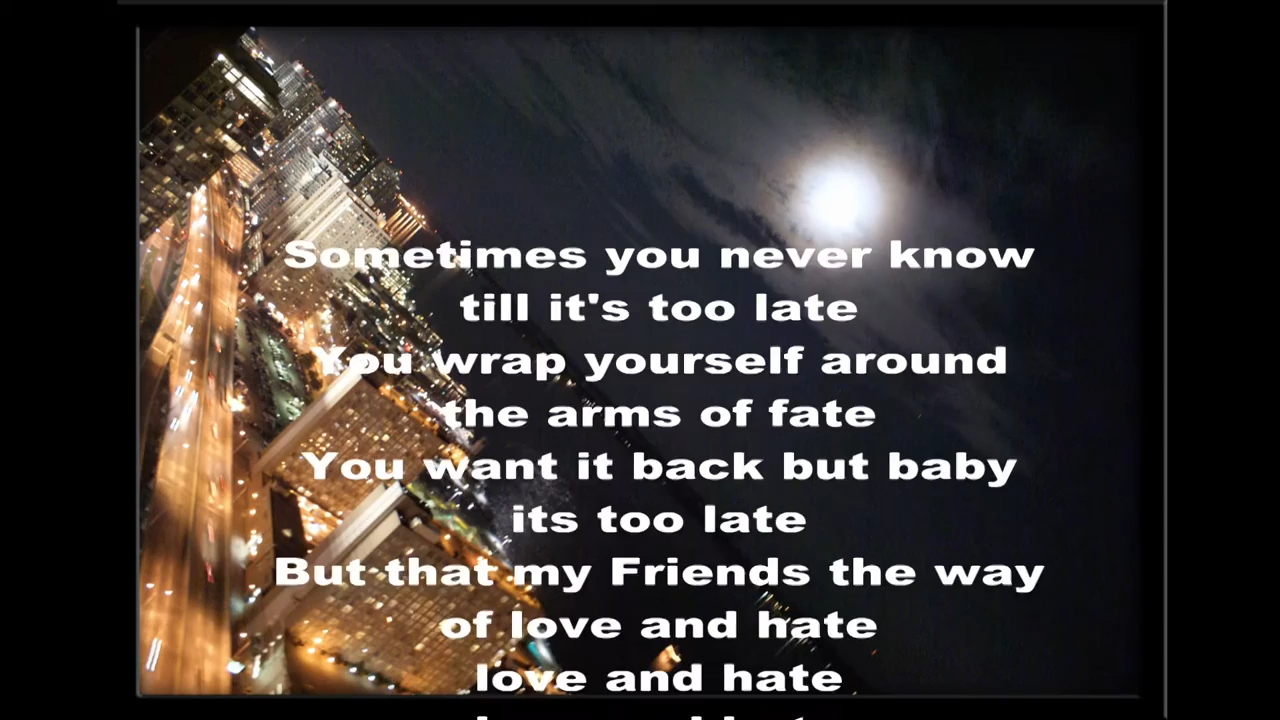 Sometimes you never know
till it's too late
You wrap yourself around
the arms of fate
You want it back but baby
its too late
But that my Friends the way
of love and hate
love and hate